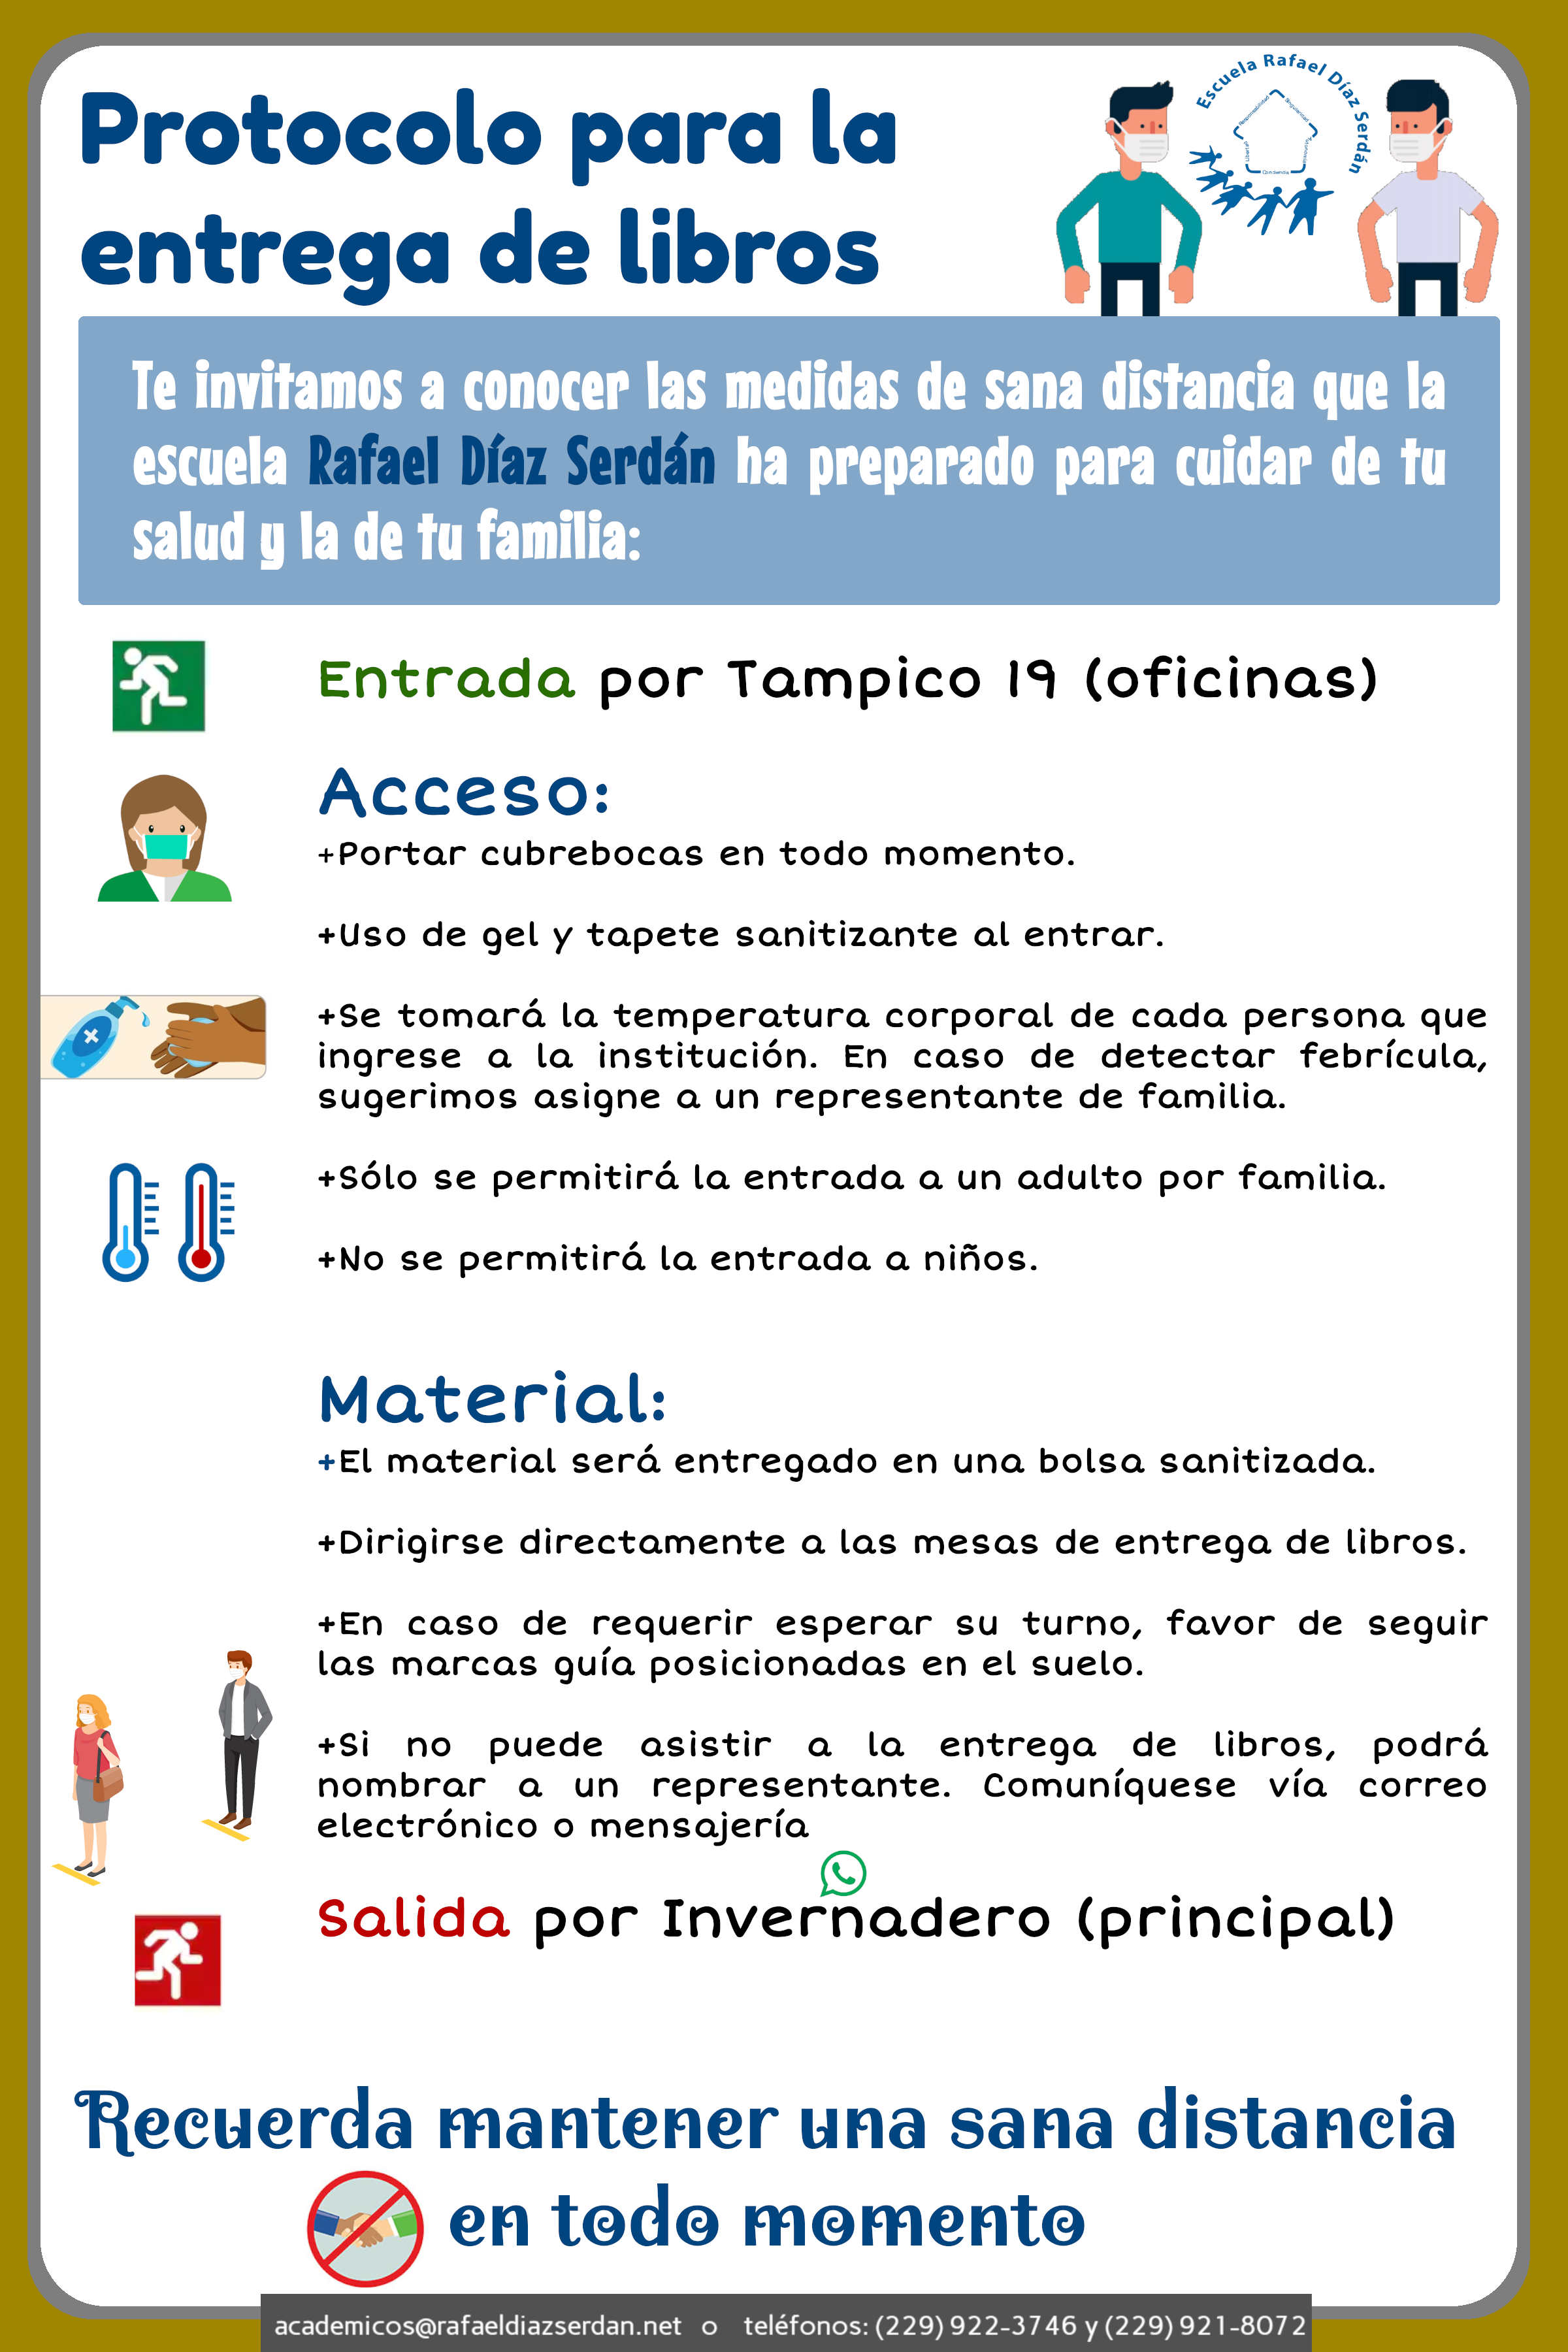 Protocolo para la
entrega de libros
Escuela Rafael Díaz Serdán
Responsabilidad
Singularidad
Libertad
Autonomía
Conciencia
Te invitamos a conocer las medidas de sana distancia que la
escuela Rafael Díaz Serdán ha preparado para cuidar de tu
salud y la de tu familia:
Entrada por Tampico 19 (oficinas)
Acceso:
+Portar cubrebocas en todo momento.
+Uso de gel y tapete sanitizante al entrar.
+Se tomará la temperatura corporal de cada persona que
ingrese a la institución. En caso de detectar febrícula,
sugerimos asigne a un representante de familia.
+Sólo se permitirá la entrada a un adulto por familia.
+No se permitirá la entrada a niños.
Material:
+El material será entregado en una bolsa sanitizada.
+Dirigirse directamente a las mesas de entrega de libros.
+En caso de requerir esperar su turno, favor de seguir
las marcas guía posicionadas en el suelo.
+Si no puede asistir a la entrega de libros, podrá
nombrar a un representante. Comuníquese vía correo
electrónico o mensajería
Salida por Invernadero (principal)
Recuerda mantener una sana distancia
en todo momento
academicos@rafaeldiazserdan.net o teléfonos: (229) 922-3746 y (229) 921-8072